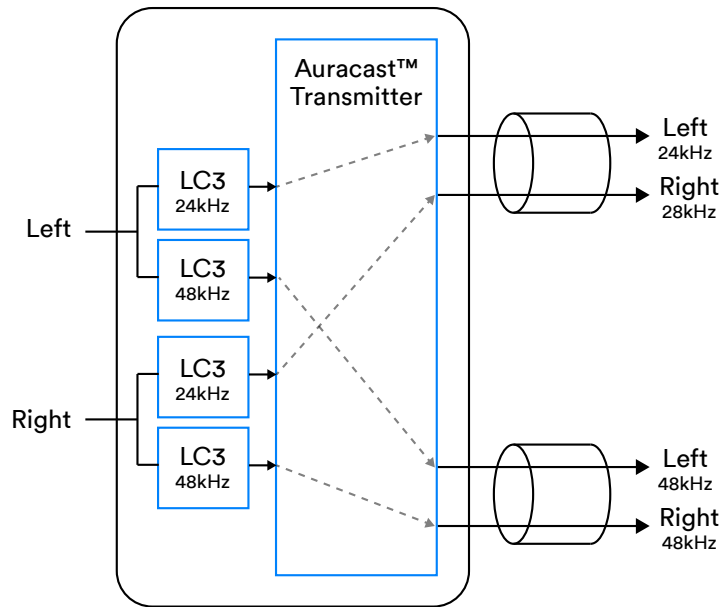 Auracast™
Transmitter
Left
24kHz
Right
28kHz
LC3
24kHz
Left
LC3
48kHz
LC3
24kHz
Right
LC3
48kHz
Left
48kHz
Right
48kHz